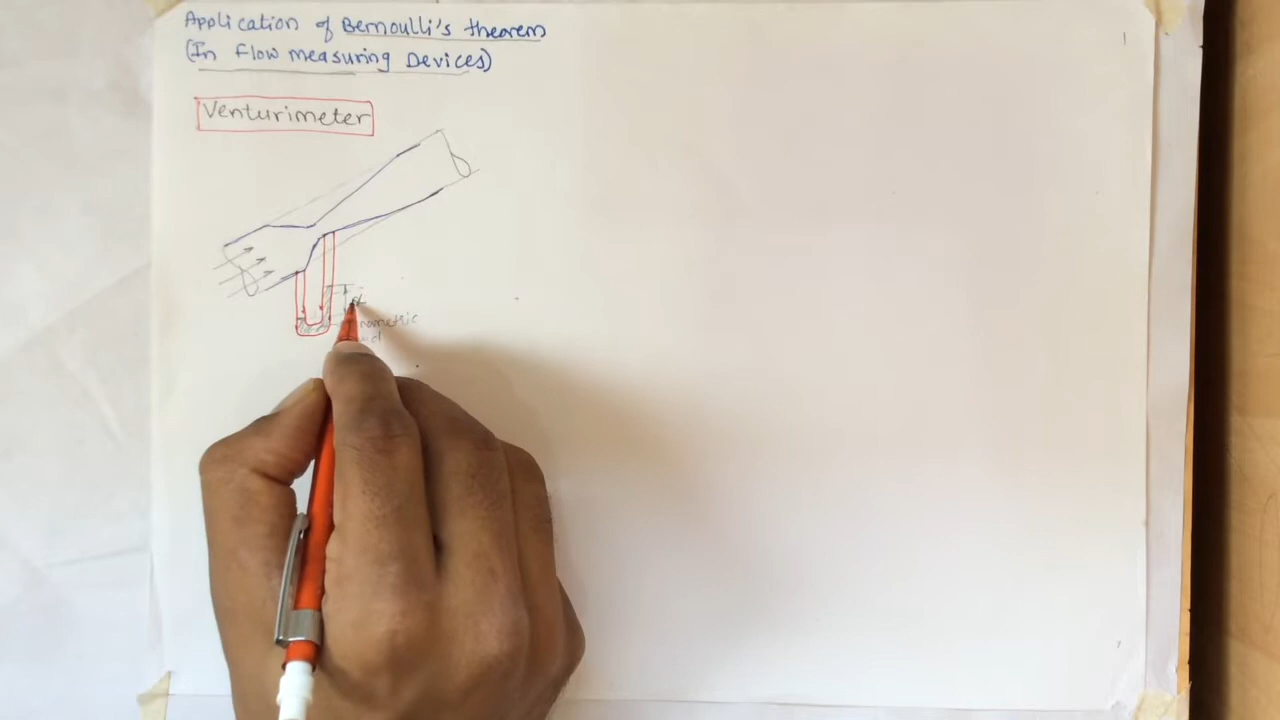 Application of Bernoulli's theorem
(In Flow measuring Devices)
Venturimeter